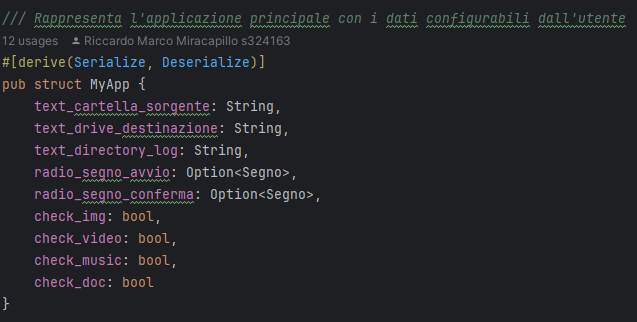 /// Rappresenta l'applicazione principale con i dati configurabili dall'utente
12 usages Riccardo Marco Miracapillo s324163
#[derive(Serialize, Deserialize)]
pub struct MyApp {
    text_cartella_sorgente: String,
    text_drive_destinazione: String,
    text_directory_log: String,
    radio_segno_avvio: Option<Segno>,
    radio_segno_conferma: Option<Segno>,
    check_img: bool,
    check_video: bool,
    check_music: bool,
    check_doc: bool
}